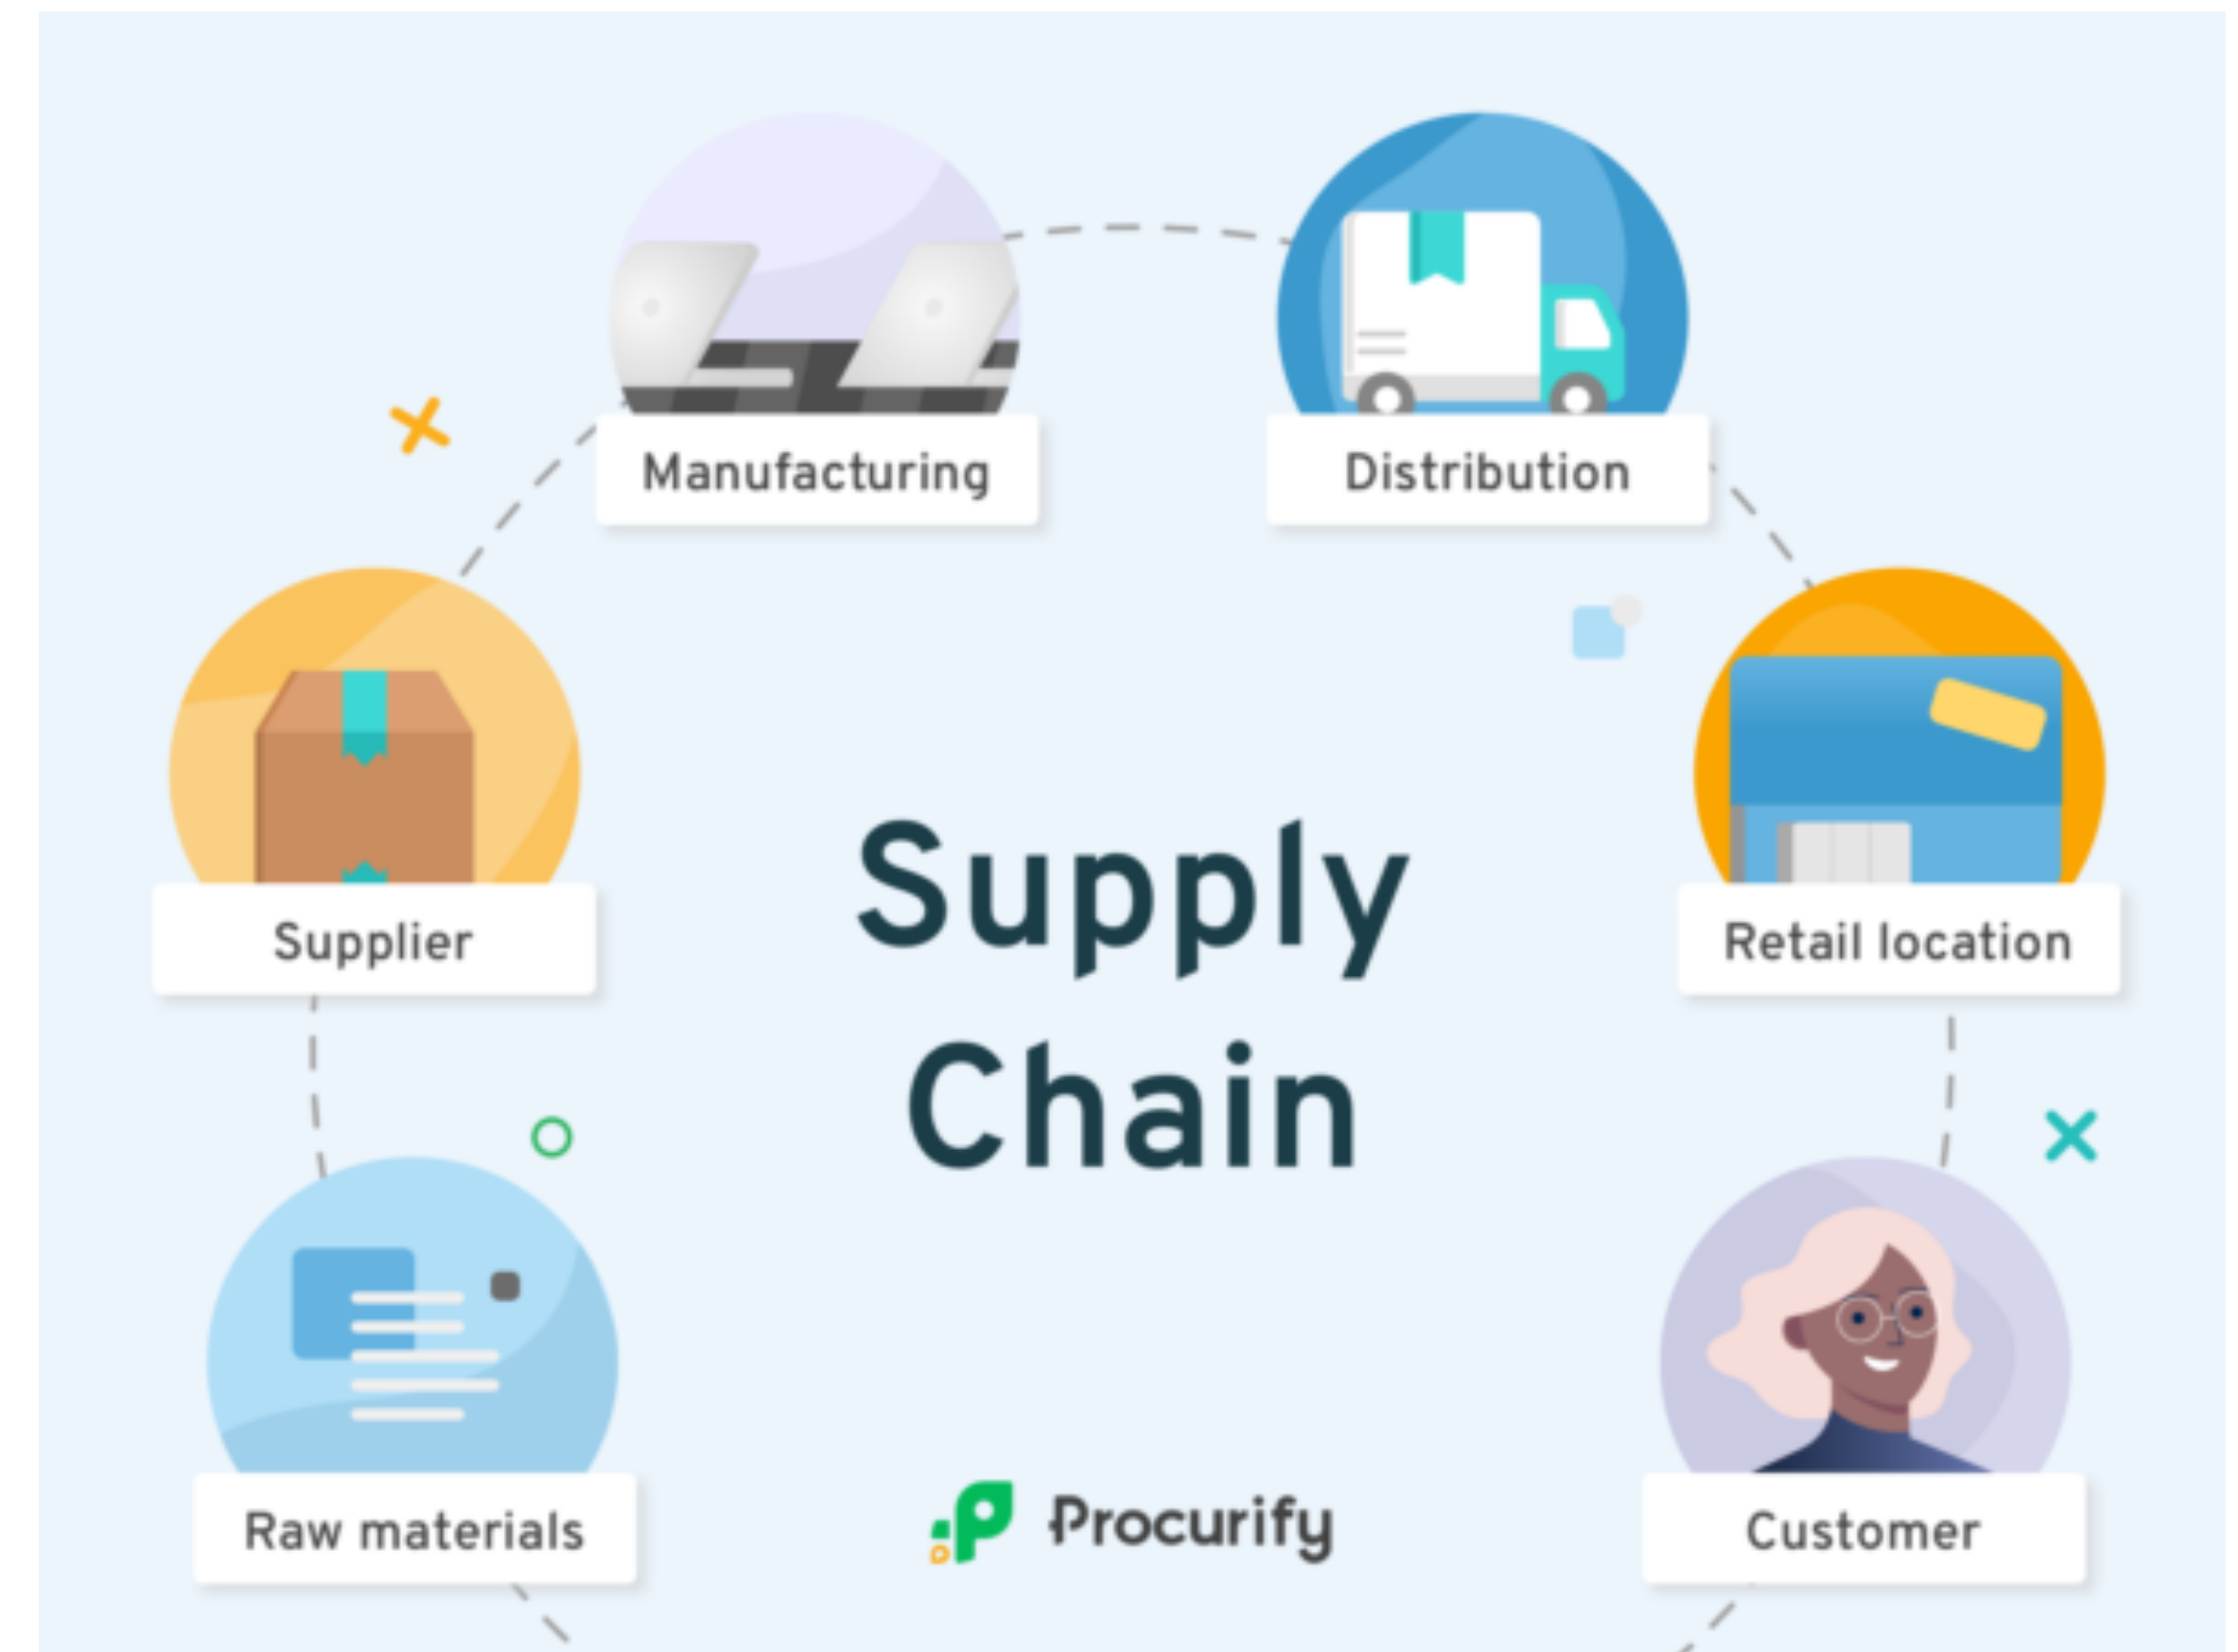 Manufacturing
Distribution
Supplier
Retail location
Supply
Chain
Raw materials
Customer
Procurify